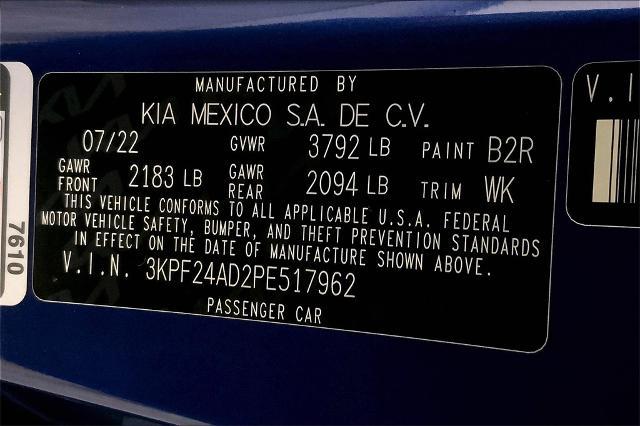 MANUFACTURED BY
KIA MEXICO S.A. DE C.V.
07/22 GVWR 3792 LB PAINT B2R
GAWR FRONT 2183 LB GAWR REAR 2094 LB TRIM WK
THIS VEHICLE CONFORMS TO ALL APPLICABLE U.S.A. FEDERAL
MOTOR VEHICLE SAFETY, BUMPER, AND THEFT PREVENTION STANDARDS
IN EFFECT ON THE DATE OF MANUFACTURE SHOWN ABOVE.
V.I.N. 3KPF24AD2PE517962
PASSENGER CAR
7610
V.I